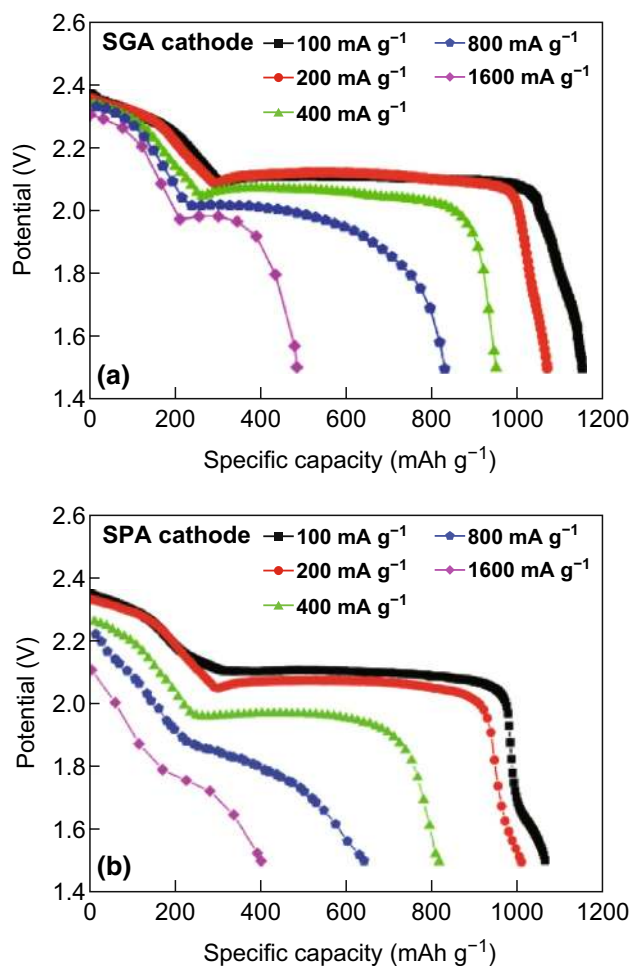 SGA cathode
100 mA g⁻¹
200 mA g⁻¹
400 mA g⁻¹
800 mA g⁻¹
1600 mA g⁻¹
2.6
2.4
2.2
2.0
1.8
1.6
1.4
Potential (V)
(a)
0 200 400 600 800 1000 1200
Specific capacity (mAh g⁻¹)
SPA cathode
100 mA g⁻¹
200 mA g⁻¹
400 mA g⁻¹
800 mA g⁻¹
1600 mA g⁻¹
2.6
2.4
2.2
2.0
1.8
1.6
1.4
Potential (V)
(b)
0 200 400 600 800 1000 1200
Specific capacity (mAh g⁻¹)